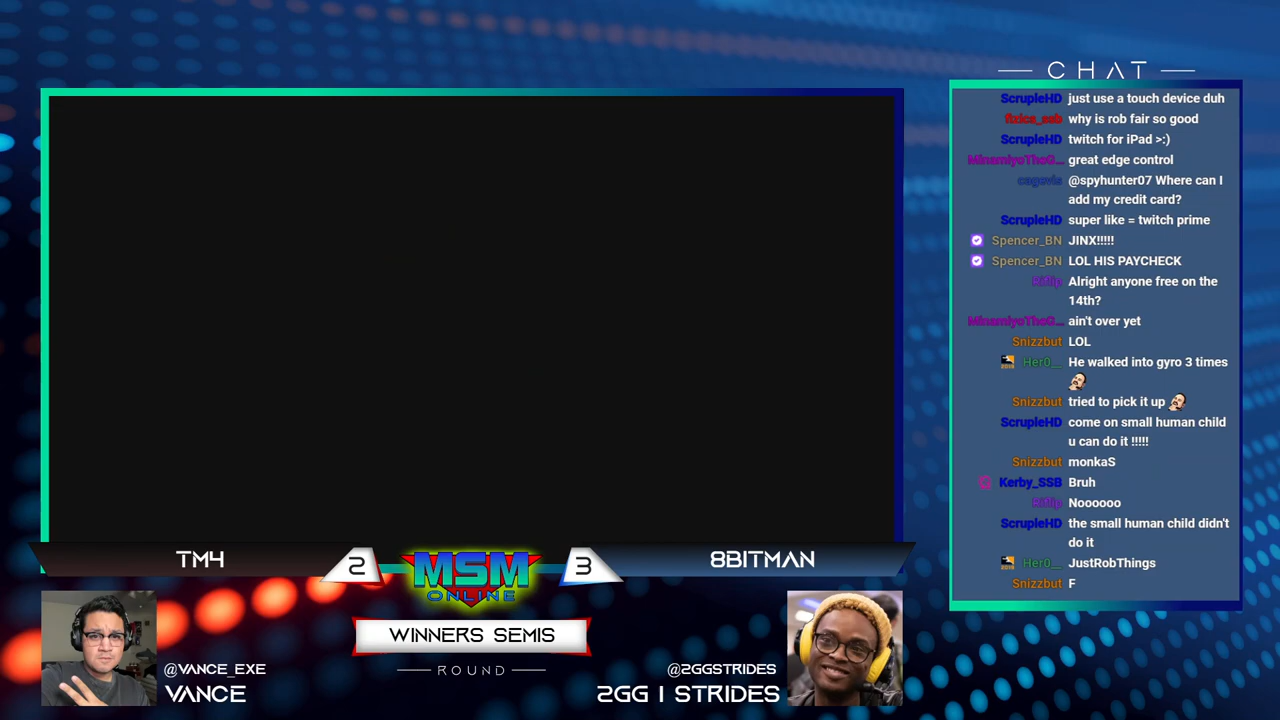 CHAT
ScrupleHD just use a touch device duh
fixics_ssb why is rob fair so good
ScrupleHD twitch for iPad >:)
MinamiyoThoG... great edge control
@spyhunter07 Where can I
add my credit card?
ScrupleHD super like = twitch prime
Spencer_BN JINX!!!!!
Spencer_BN LOL HIS PAYCHECK
Alright anyone free on the
14th?
MinamiyoThoG... ain't over yet
Snizzbut LOL
Her0__ He walked into gyro 3 times
Snizzbut tried to pick it up
ScrupleHD come on small human child
u can do it !!!!!
Snizzbut monkaS
Kerby_SSB Bruh
Noooooo
ScrupleHD the small human child didn't
do it
Her0__ JustRobThings
Snizzbut F
TM4 2 MSM ONLINE 3 8BITMAN
WINNERS SEMIS
ROUND
@VANCE_EXE
VANCE
@2GGSTRIDES
2GG | STRIDES